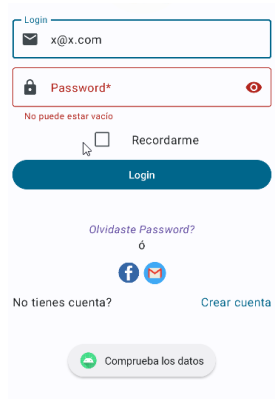 Login
x@x.com
Password*
No puede estar vacío
Recordarme
Login
Olvidaste Password?
ó
No tienes cuenta? Crear cuenta
Comprueba los datos